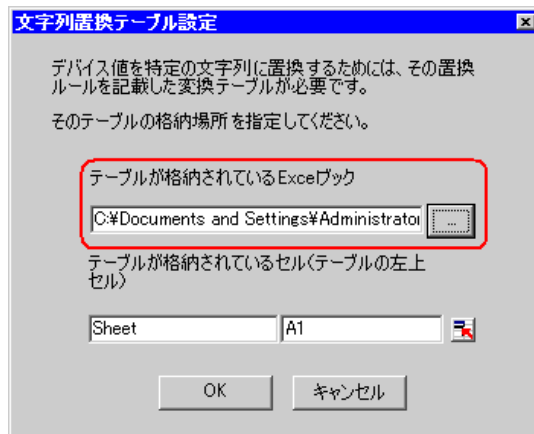 文字列置換テーブル設定
デバイス値を特定の文字列に置換するためには、その置換
ルールを記載した変換テーブルが必要です。
そのテーブルの格納場所を指定してください。
テーブルが格納されているExcelブック
C:¥Documents and Settings¥Administrator
...
テーブルが格納されているセル(テーブルの左上
セル)
Sheet A1
OK キャンセル